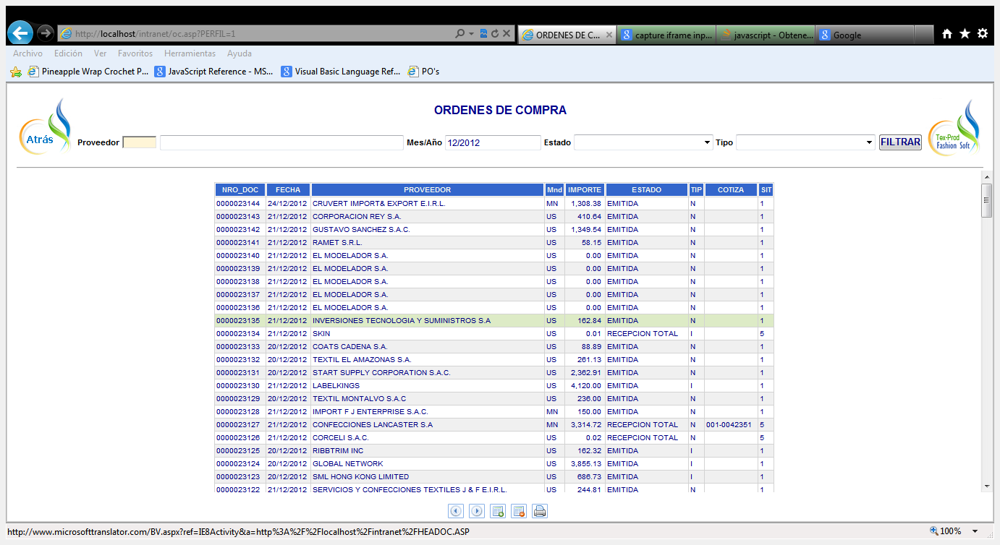 http://localhost/intranet/oc.asp?PERFIL=1 ORDENES DE C... capture iframe inp... javascript - Obtene... Google
Archivo Edición Ver Favoritos Herramientas Ayuda
Pineapple Wrap Crochet P... JavaScript Reference - MS... Visual Basic Language Ref... PO's
ORDENES DE COMPRA
Atrás Proveedor Mes/Año 12/2012 Estado Tipo FILTRAR Tex-Prod
Fashion Soft
NRO_DOC FECHA PROVEEDOR Mnd IMPORTE ESTADO TIP COTIZA SIT
0000023144 24/12/2012 CRUVERT IMPORT& EXPORT E.I.R.L. MN 1,308.38 EMITIDA N 1
0000023143 21/12/2012 CORPORACION REY S.A. US 410.64 EMITIDA N 1
0000023142 21/12/2012 GUSTAVO SANCHEZ S.A.C. US 1,349.54 EMITIDA N 1
0000023141 21/12/2012 RAMET S.R.L. US 58.15 EMITIDA N 1
0000023140 21/12/2012 EL MODELADOR S.A. US 0.00 EMITIDA N 1
0000023139 21/12/2012 EL MODELADOR S.A. US 0.00 EMITIDA N 1
0000023138 21/12/2012 EL MODELADOR S.A. US 0.00 EMITIDA N 1
0000023137 21/12/2012 EL MODELADOR S.A. US 0.00 EMITIDA N 1
0000023136 21/12/2012 EL MODELADOR S.A. US 0.00 EMITIDA N 1
0000023135 21/12/2012 INVERSIONES TECNOLOGIA Y SUMINISTROS S.A US 162.84 EMITIDA N 1
0000023134 21/12/2012 SKIN US 0.01 RECEPCION TOTAL I 5
0000023133 20/12/2012 COATS CADENA S.A. US 88.89 EMITIDA N 1
0000023132 20/12/2012 TEXTIL EL AMAZONAS S.A. US 261.13 EMITIDA N 1
0000023131 20/12/2012 START SUPPLY CORPORATION S.A.C. US 2,362.91 EMITIDA N 1
0000023130 21/12/2012 LABELKINGS US 4,120.00 EMITIDA I 1
0000023129 20/12/2012 TEXTIL MONTALVO S.A.C US 236.00 EMITIDA N 1
0000023128 21/12/2012 IMPORT F J ENTERPRISE S.A.C. MN 150.00 EMITIDA N 1
0000023127 21/12/2012 CONFECCIONES LANCASTER S.A MN 3,314.72 RECEPCION TOTAL N 001-0042351 5
0000023126 21/12/2012 CORCELI S.A.C. US 0.02 RECEPCION TOTAL N 5
0000023125 20/12/2012 RIBBTRIM INC US 162.32 EMITIDA I 1
0000023124 20/12/2012 GLOBAL NETWORK US 3,855.13 EMITIDA I 1
0000023123 20/12/2012 SML HONG KONG LIMITED US 686.73 EMITIDA I 1
0000023122 21/12/2012 SERVICIOS Y CONFECCIONES TEXTILES J & F E.I.R.L. US 244.81 EMITIDA N 1
http://www.microsofttranslator.com/BV.aspx?ref=IE8Activity&a=http%3A%2F%2Flocalhost%2Fintranet%2FHEADOC.ASP 100%